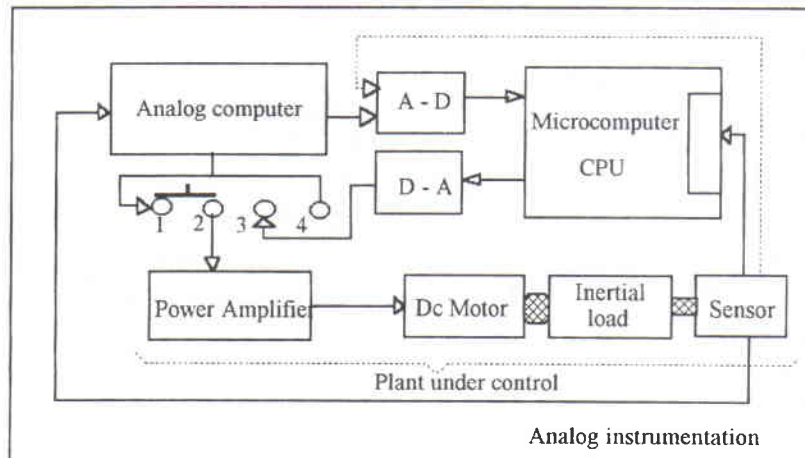 Analog computer
A - D
Microcomputer
CPU
D - A
1 2 3 4
Power Amplifier
Dc Motor
Inertial
load
Sensor
Plant under control
Analog instrumentation